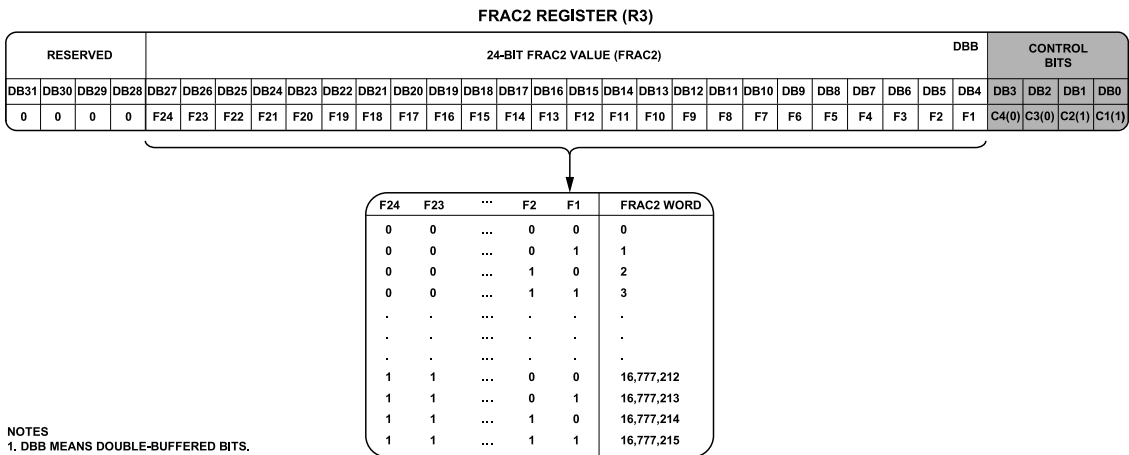 FRAC2 REGISTER (R3)
RESERVED 24-BIT FRAC2 VALUE (FRAC2) DBB CONTROL BITS
DB31 DB30 DB29 DB28 DB27 DB26 DB25 DB24 DB23 DB22 DB21 DB20 DB19 DB18 DB17 DB16 DB15 DB14 DB13 DB12 DB11 DB10 DB9 DB8 DB7 DB6 DB5 DB4 DB3 DB2 DB1 DB0
0 0 0 0 F24 F23 F22 F21 F20 F19 F18 F17 F16 F15 F14 F13 F12 F11 F10 F9 F8 F7 F6 F5 F4 F3 F2 F1 C4(0) C3(0) C2(1) C1(1)
F24 F23 ... F2 F1 FRAC2 WORD
0 0 ... 0 0 0
0 0 ... 0 1 1
0 0 ... 1 0 2
0 0 ... 1 1 3
. . ... . . .
. . ... . . .
. . ... . . .
1 1 ... 0 0 16,777,212
1 1 ... 0 1 16,777,213
1 1 ... 1 0 16,777,214
1 1 ... 1 1 16,777,215
NOTES
1. DBB MEANS DOUBLE-BUFFERED BITS.